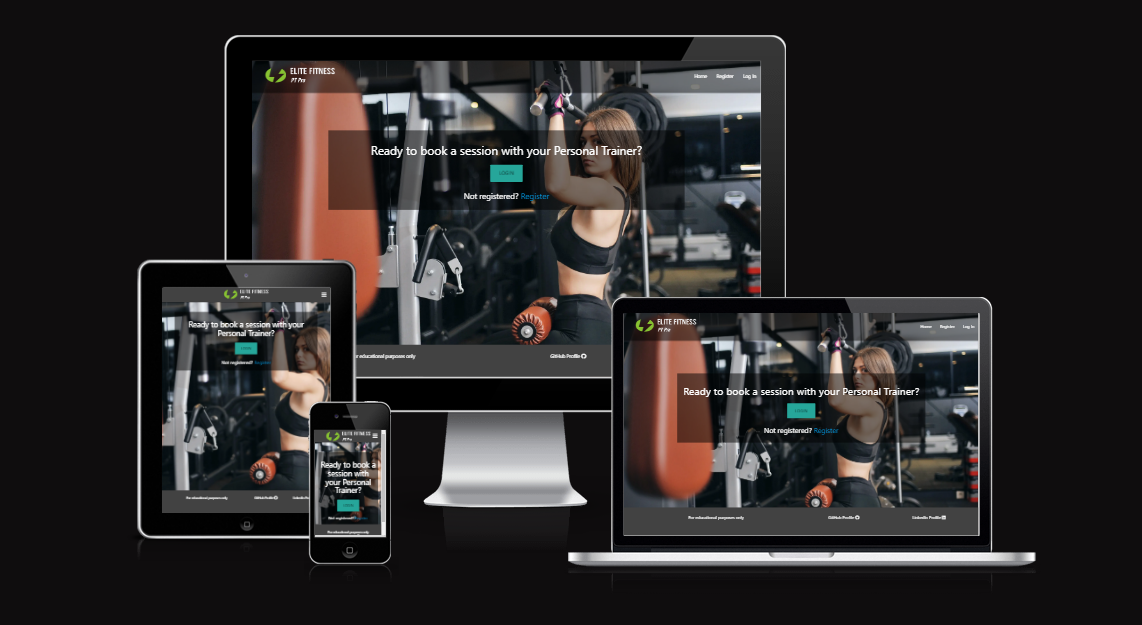 ELITE FITNESS
PT Pro
Home Register Log In
Ready to book a session with your Personal Trainer?
LOGIN
Not registered? Register
for educational purposes only
GitHub Profile
ELITE FITNESS
PT Pro
Ready to book a session with your
Personal Trainer?
LOGIN
Not registered? Register
For educational purposes only
GitHub Profile
LinkedIn
ELITE FITNESS
PT Pro
Ready to book a
session with
your Personal
Trainer?
LOGIN
Not registered? Register
For educational purposes only
ELITE FITNESS
PT Pro
Home Register Log In
Ready to book a session with your Personal Trainer?
LOGIN
Not registered? Register
For educational purposes only
GitHub Profile
LinkedIn Profile